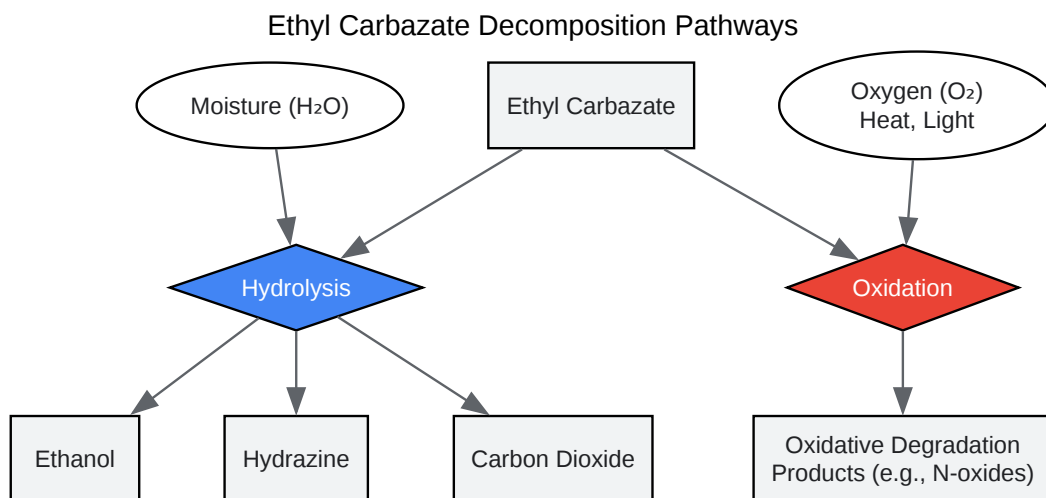 Ethyl Carbazate Decomposition Pathways
Moisture (H₂O)
Ethyl Carbazate
Oxygen (O₂)
Heat, Light
Hydrolysis
Oxidation
Ethanol
Hydrazine
Carbon Dioxide
Oxidative Degradation
Products (e.g., N-oxides)